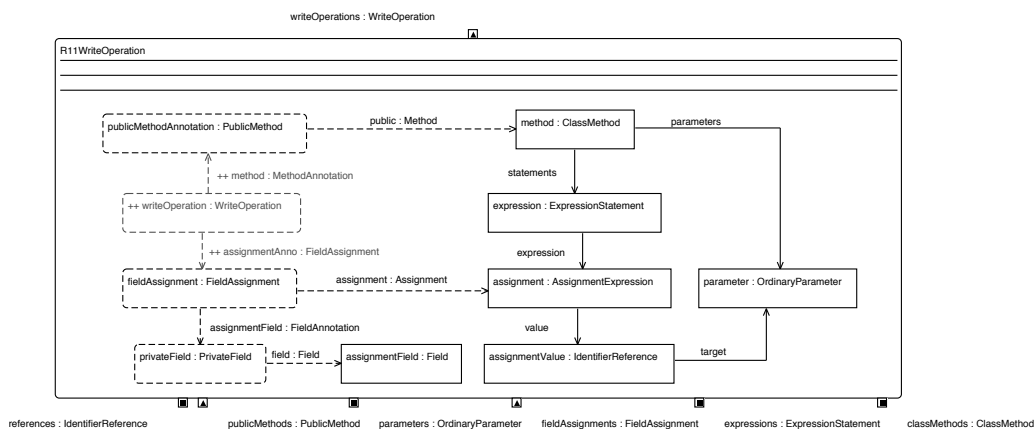 writeOperations : WriteOperation
R11WriteOperation
publicMethodAnnotation : PublicMethod
public : Method
method : ClassMethod
parameters
++ method : MethodAnnotation
statements
++ writeOperation : WriteOperation
expression : ExpressionStatement
++ assignmentAnno : FieldAssignment
expression
fieldAssignment : FieldAssignment
assignment : Assignment
assignment : AssignmentExpression
parameter : OrdinaryParameter
assignmentField : FieldAnnotation
value
privateField : PrivateField
field : Field
assignmentField : Field
assignmentValue : IdentifierReference
target
references : IdentifierReference
publicMethods : PublicMethod
parameters : OrdinaryParameter
fieldAssignments : FieldAssignment
expressions : ExpressionStatement
classMethods : ClassMethod